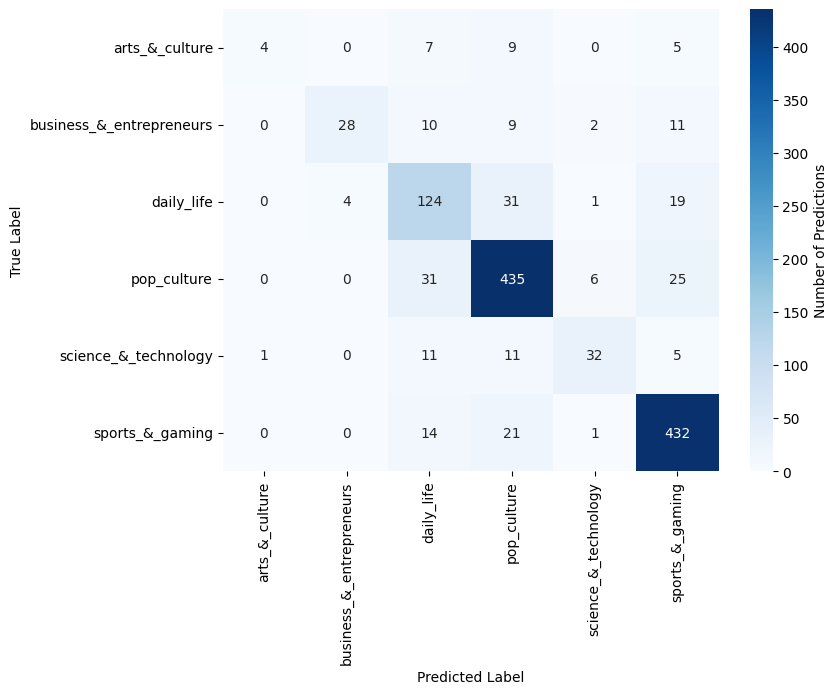 arts_&_culture 4 0 7 9 0 5
business_&_entrepreneurs 0 28 10 9 2 11
daily_life 0 4 124 31 1 19
pop_culture 0 0 31 435 6 25
science_&_technology 1 0 11 11 32 5
sports_&_gaming 0 0 14 21 1 432
True Label
arts_&_culture
business_&_entrepreneurs
daily_life
pop_culture
science_&_technology
sports_&_gaming
Predicted Label
400
350
300
250
200
150
100
50
0
Number of Predictions